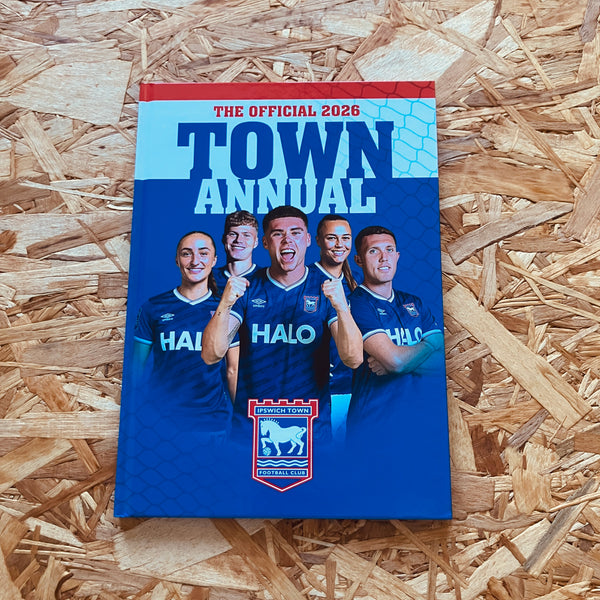 THE OFFICIAL 2026
TOWN
ANNUAL
HALO
HALO
HALO
IPSWICH TOWN
FOOTBALL CLUB